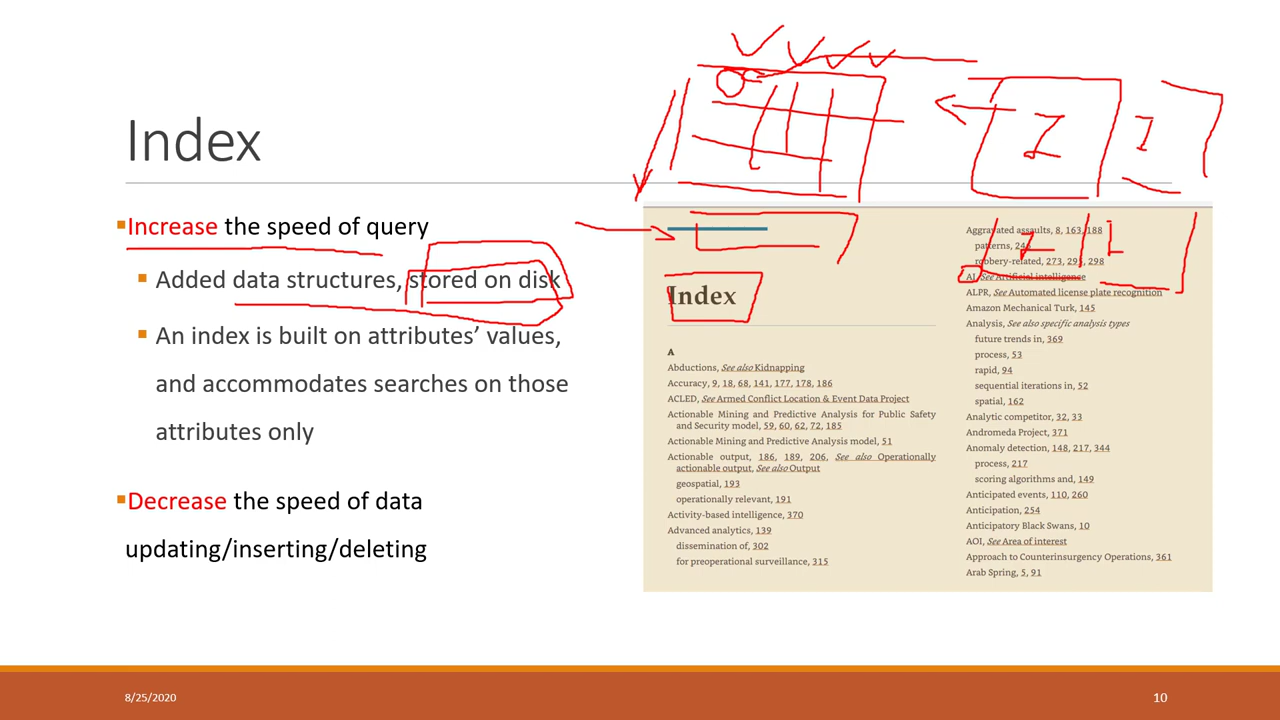 Index
▪Increase the speed of query
▪ Added data structures, stored on disk
▪ An index is built on attributes' values,
and accommodates searches on those
attributes only
▪Decrease the speed of data
updating/inserting/deleting
Index
A
Abductions, See also Kidnapping
Accuracy, 9, 18, 68, 141, 177, 178, 186
ACLED, See Armed Conflict Location & Event Data Project
Actionable Mining and Predictive Analysis for Public Safety
and Security model, 59, 60, 62, 72, 185
Actionable Mining and Predictive Analysis model, 51
Actionable output, 186, 189, 206, See also Operationally
actionable output, See also Output
geospatial, 193
operationally relevant, 191
Activity-based intelligence, 370
Advanced analytics, 139
dissemination of, 302
for preoperational surveillance, 315
Aggravated assaults, 8, 163, 188
patterns,
robbery-related, 273, 298
AI, See Artificial intelligence
ALPR, See Automated license plate recognition
Amazon Mechanical Turk, 145
Analysis, See also specific analysis types
future trends in, 369
process, 53
rapid, 94
sequential iterations in, 52
spatial, 162
Analytic competitor, 32, 33
Andromeda Project, 371
Anomaly detection, 148, 217, 344
process, 217
scoring algorithms and, 149
Anticipated events, 110, 260
Anticipation, 254
Anticipatory Black Swans, 10
AOI, See Area of interest
Approach to Counterinsurgency Operations, 361
Arab Spring, 5, 91
8/25/2020
10